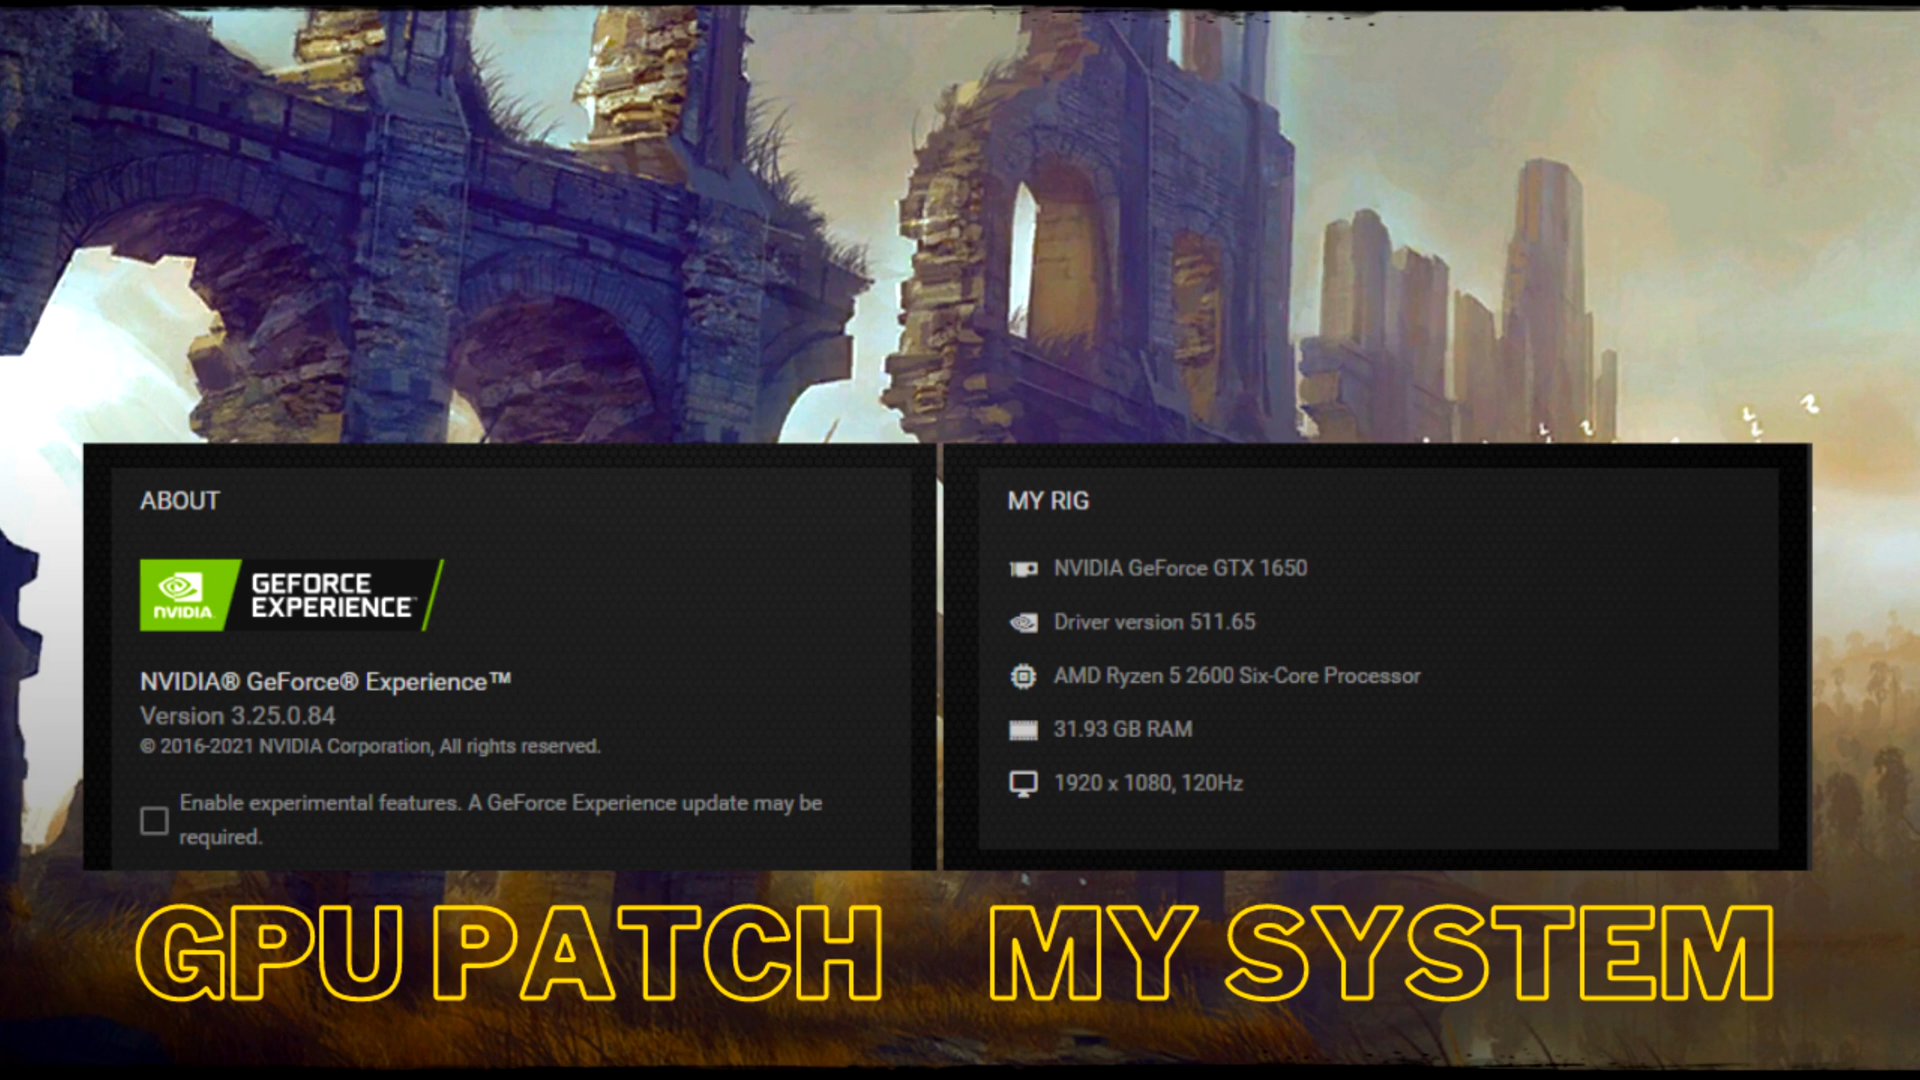 ABOUT
NVIDIA
GEFORCE
EXPERIENCE
NVIDIA® GeForce® Experience™
Version 3.25.0.84
© 2016-2021 NVIDIA Corporation, All rights reserved.
Enable experimental features. A GeForce Experience update may be
required.
MY RIG
NVIDIA GeForce GTX 1650
Driver version 511.65
AMD Ryzen 5 2600 Six-Core Processor
31.93 GB RAM
1920 x 1080, 120Hz
GPU PATCH
MY SYSTEM